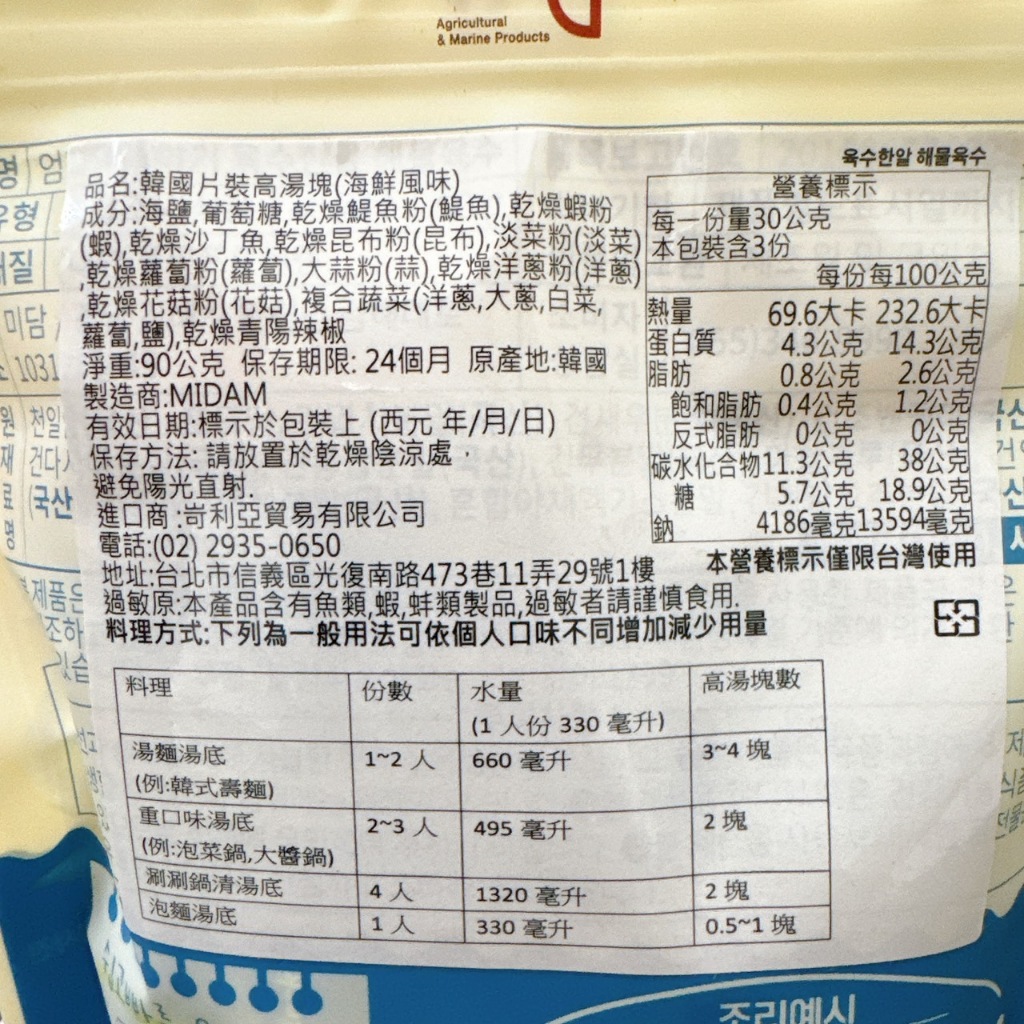 Agricultural
& Marine Products
육수한알 해물육수
品名:韓國片裝高湯塊(海鮮風味)
成分:海鹽,葡萄糖,乾燥鯷魚粉(鯷魚),乾燥蝦粉
(蝦),乾燥沙丁魚,乾燥昆布粉(昆布),淡菜粉(淡菜)
,乾燥蘿蔔粉(蘿蔔),大蒜粉(蒜),乾燥洋蔥粉(洋蔥)
,乾燥花菇粉(花菇),複合蔬菜(洋蔥,大蔥,白菜,
蘿蔔,鹽),乾燥青陽辣椒
淨重:90公克 保存期限: 24個月 原產地:韓國
製造商:MIDAM
有效日期:標示於包裝上 (西元 年/月/日)
保存方法: 請放置於乾燥陰涼處，
避免陽光直射.
進口商:岢利亞貿易有限公司
電話:(02) 2935-0650
地址:台北市信義區光復南路473巷11弄29號1樓
過敏原:本產品含有魚類,蝦,蚌類製品,過敏者請謹慎食用.
料理方式:下列為一般用法可依個人口味不同增加減少用量
營養標示
每一份量30公克
本包裝含3份
每份 每100公克
熱量 69.6大卡 232.6大卡
蛋白質 4.3公克 14.3公克
脂肪 0.8公克 2.6公克
飽和脂肪 0.4公克 1.2公克
反式脂肪 0公克 0公克
碳水化合物 11.3公克 38公克
糖 5.7公克 18.9公克
鈉 4186毫克 13594毫克
本營養標示僅限台灣使用
料理 份數 水量 高湯塊數
(1 人份 330 毫升)
湯麵湯底 1~2 人 660 毫升 3~4 塊
(例:韓式壽麵)
重口味湯底 2~3 人 495 毫升 2 塊
(例:泡菜鍋,大醬鍋)
涮涮鍋清湯底 4 人 1320 毫升 2 塊
泡麵湯底 1 人 330 毫升 0.5~1 塊
명 엄
유형
미담
1031
원 천일
재 건다시
료 (국산
명
제품은
조하
있습
조리예시